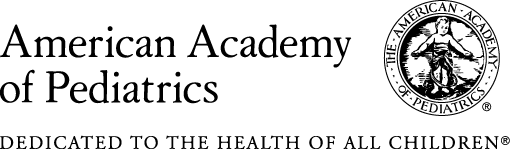 American Academy
of Pediatrics
THE · AMERICAN · ACADEMY · OF · PEDIATRICS ·
®
DEDICATED TO THE HEALTH OF ALL CHILDREN®